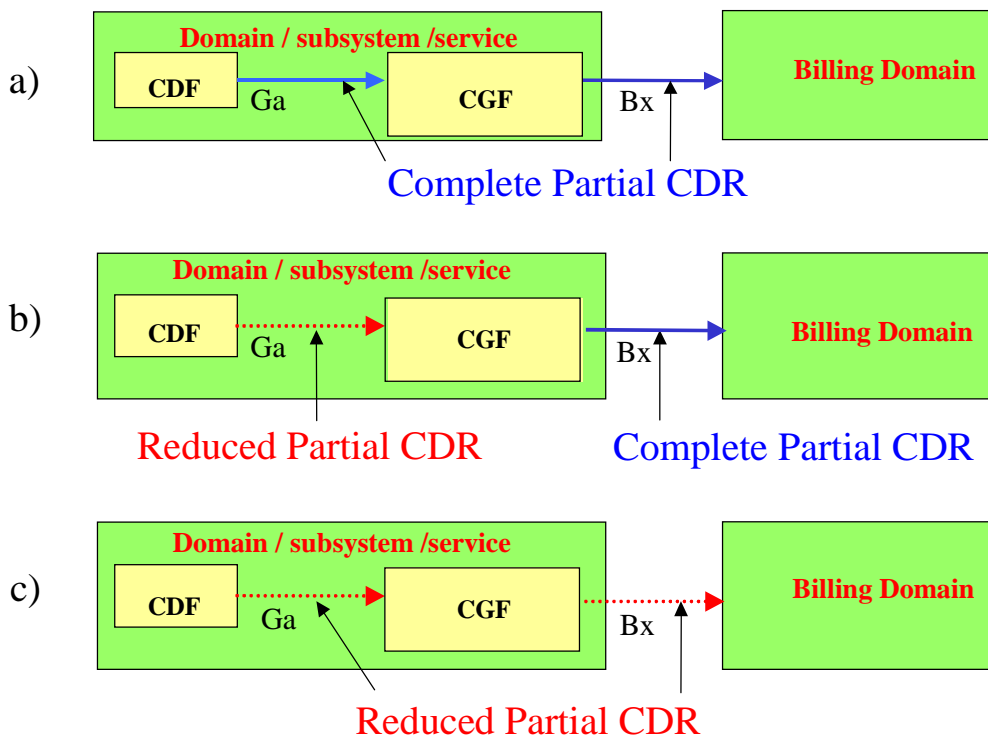 a)
Domain / subsystem /service
CDF
Ga
CGF
Bx
Billing Domain
Complete Partial CDR
b)
Domain / subsystem /service
CDF
Ga
CGF
Bx
Billing Domain
Reduced Partial CDR
Complete Partial CDR
c)
Domain / subsystem /service
CDF
Ga
CGF
Bx
Billing Domain
Reduced Partial CDR